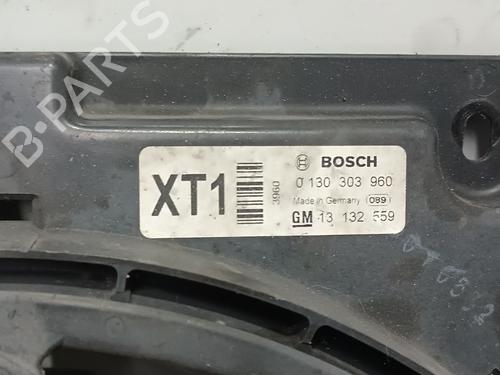 B-PARTS
XT1
3960
BOSCH
0 130 303 960
Made in Germany 089
GM 13 132 559